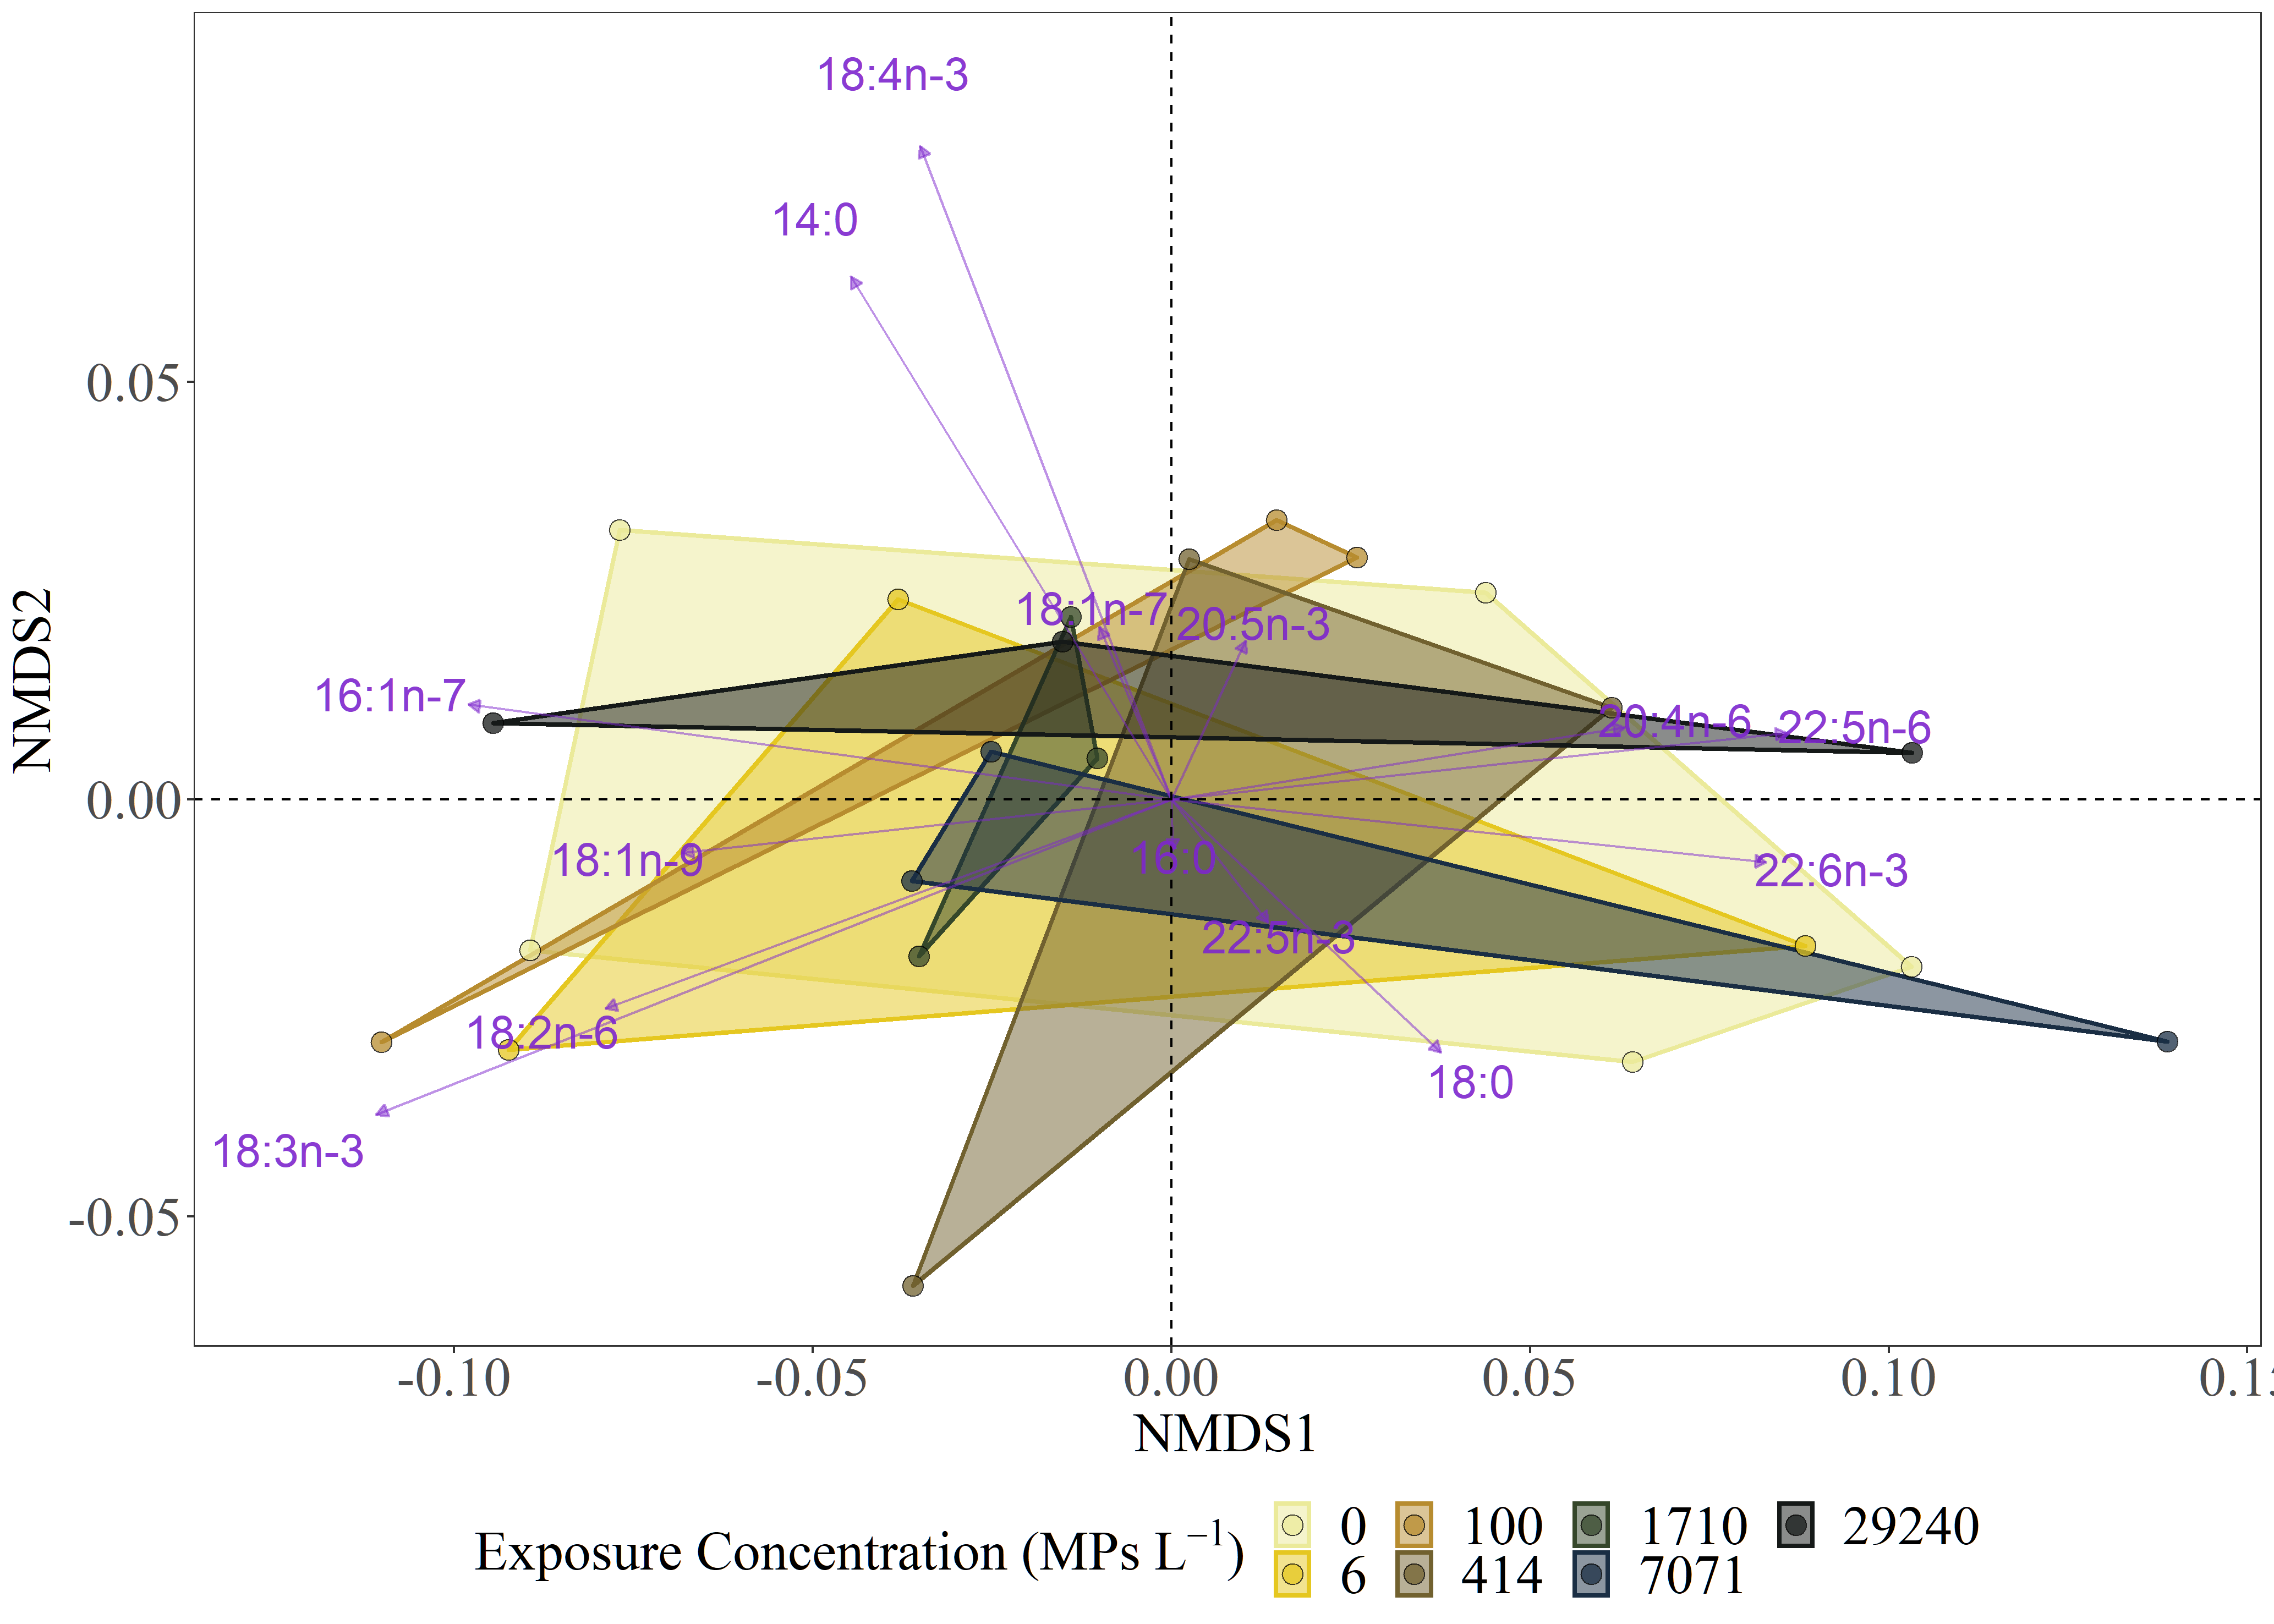 18:4n-3
14:0
0.05
18:1n-7
20:5n-3
16:1n-7
20:4n-6
22:5n-6
NMDS2
0.00
18:1n-9
16:0
22:6n-3
22:5n-3
18:2n-6
18:0
18:3n-3
-0.05
-0.10
-0.05
0.00
0.05
0.10
0.15
NMDS1
Exposure Concentration (MPs L⁻¹)
0
100
1710
29240
6
414
7071